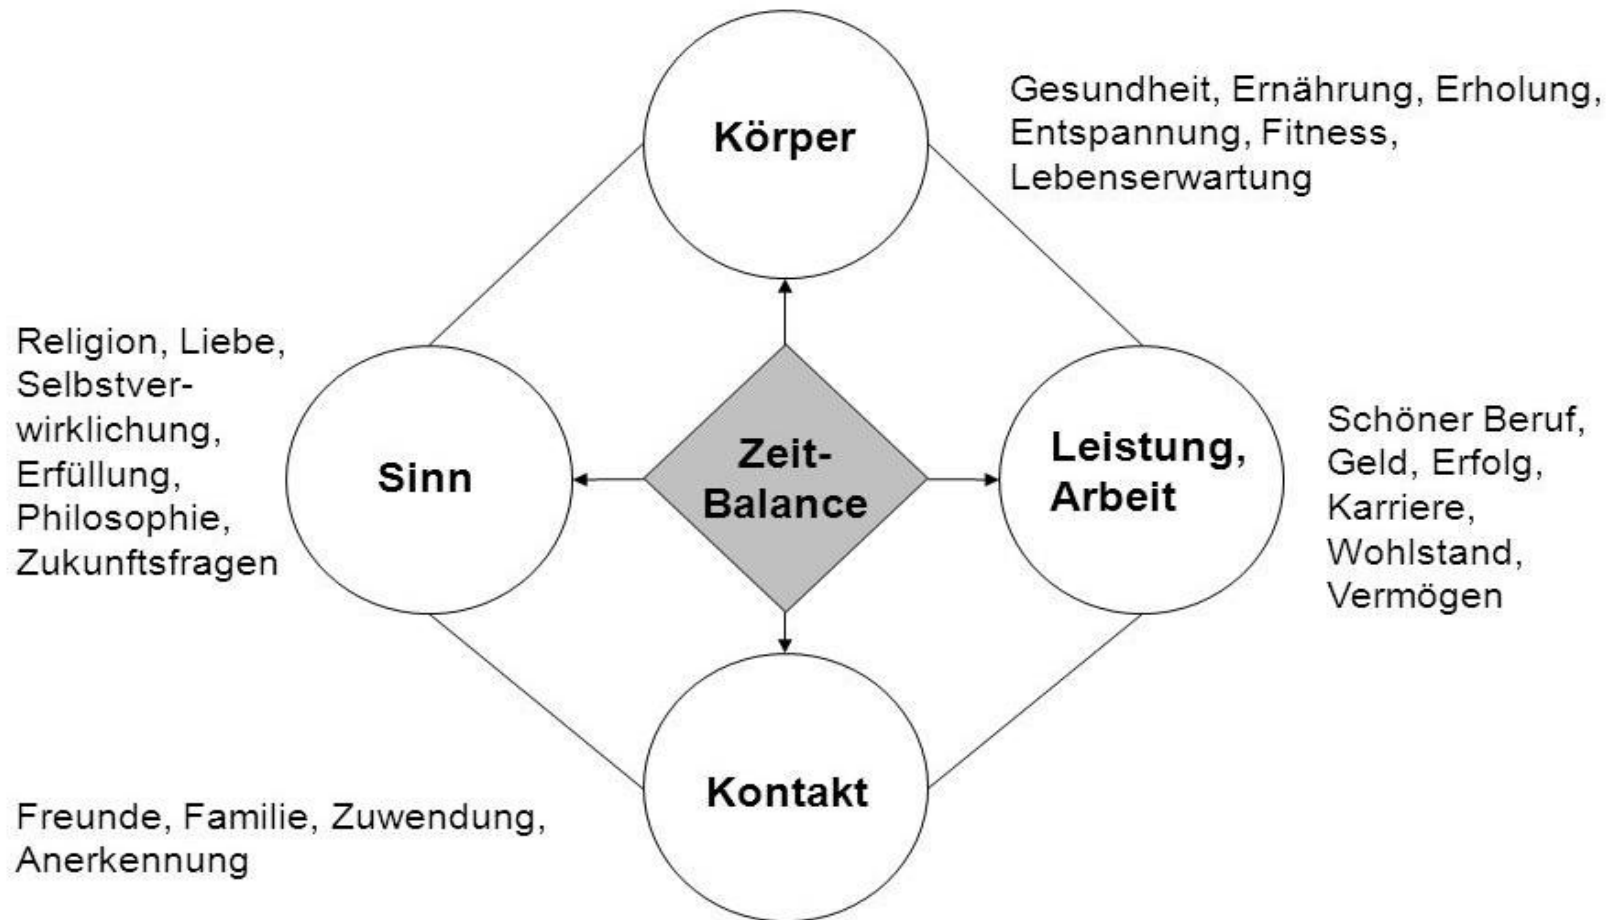 Körper
Gesundheit, Ernährung, Erholung,
Entspannung, Fitness,
Lebenserwartung
Religion, Liebe,
Selbstver-
wirklichung,
Erfüllung,
Philosophie,
Zukunftsfragen
Sinn
Zeit-
Balance
Leistung,
Arbeit
Schöner Beruf,
Geld, Erfolg,
Karriere,
Wohlstand,
Vermögen
Kontakt
Freunde, Familie, Zuwendung,
Anerkennung